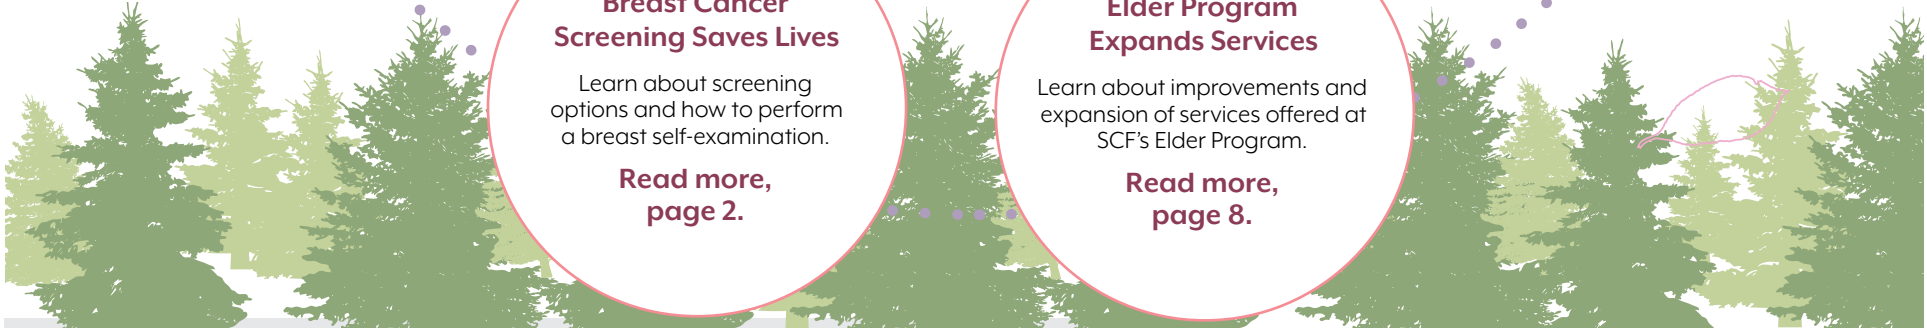 Breast Cancer
Screening Saves Lives
Learn about screening
options and how to perform
a breast self-examination.
Read more,
page 2.
Elder Program
Expands Services
Learn about improvements and
expansion of services offered at
SCF’s Elder Program.
Read more,
page 8.